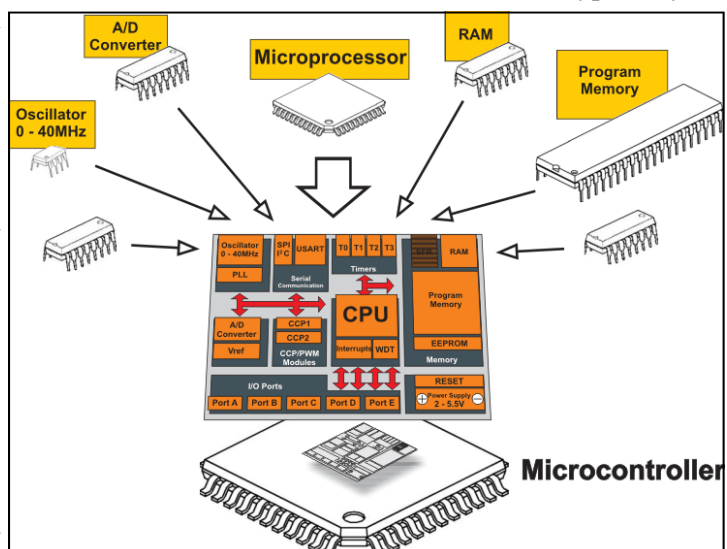 A/D
Converter
Microprocessor
RAM
Program
Memory
Oscillator
0 - 40MHz
Oscillator
0 - 40MHz
PLL
SPI
I²C
USART
Serial
Communication
T0 T1 T2 T3
Timers
SFR
RAM
Program
Memory
EEPROM
Memory
A/D
Converter
Vref
CCP1
CCP2
CCP/PWM
Modules
CPU
Interrupts WDT
I/O Ports
Port A Port B Port C Port D Port E
RESET
Power Supply
2 - 5.5V
Microcontroller